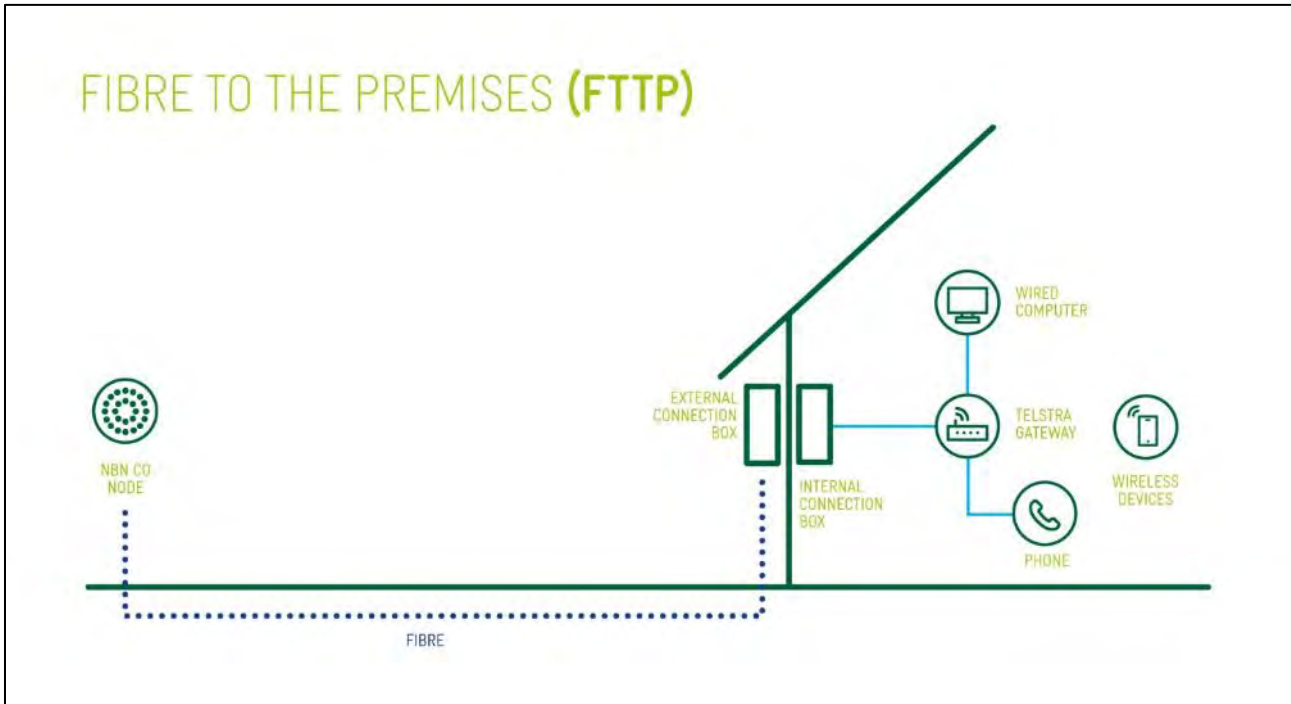 FIBRE TO THE PREMISES (FTTP)
WIRED
COMPUTER
EXTERNAL
CONNECTION
BOX
TELSTRA
GATEWAY
NBN CO
NODE
INTERNAL
CONNECTION
BOX
WIRELESS
DEVICES
PHONE
FIBRE